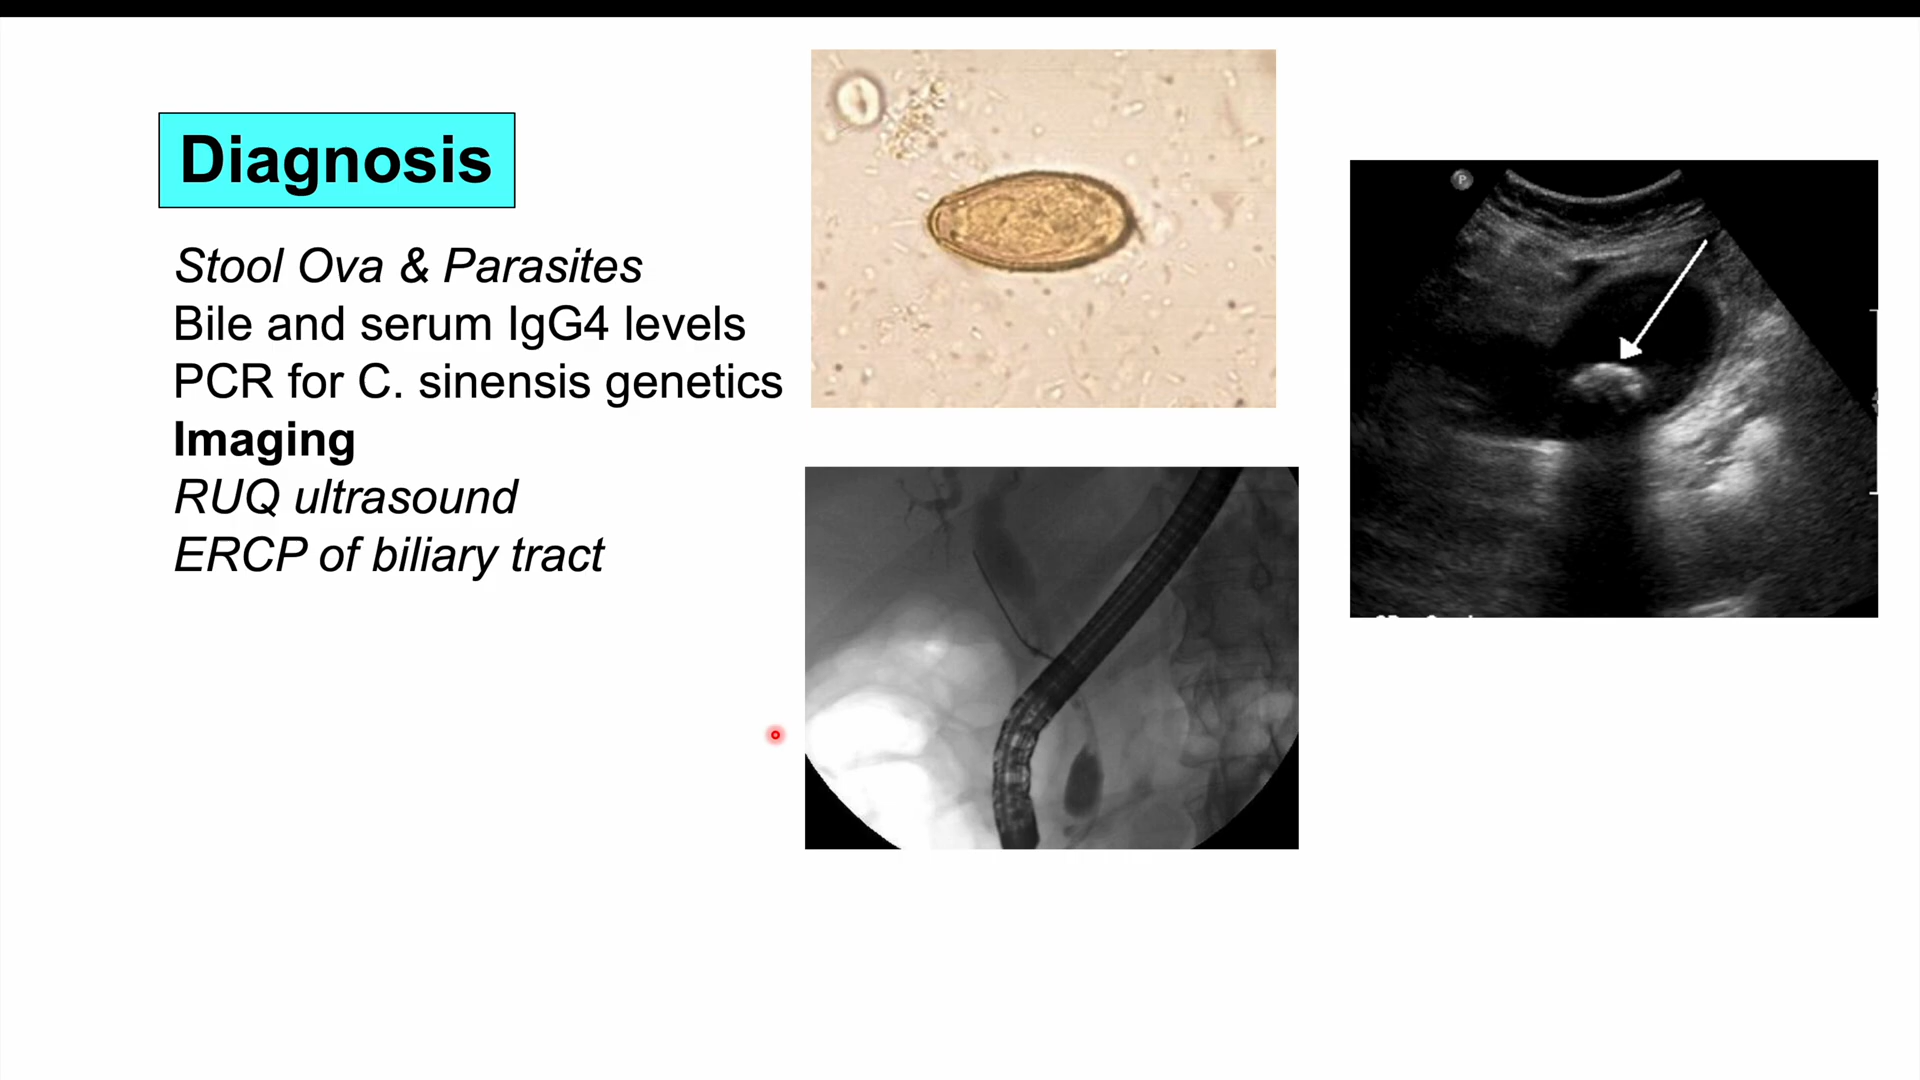 Diagnosis
Stool Ova & Parasites
Bile and serum IgG4 levels
PCR for C. sinensis genetics
Imaging
RUQ ultrasound
ERCP of biliary tract
P